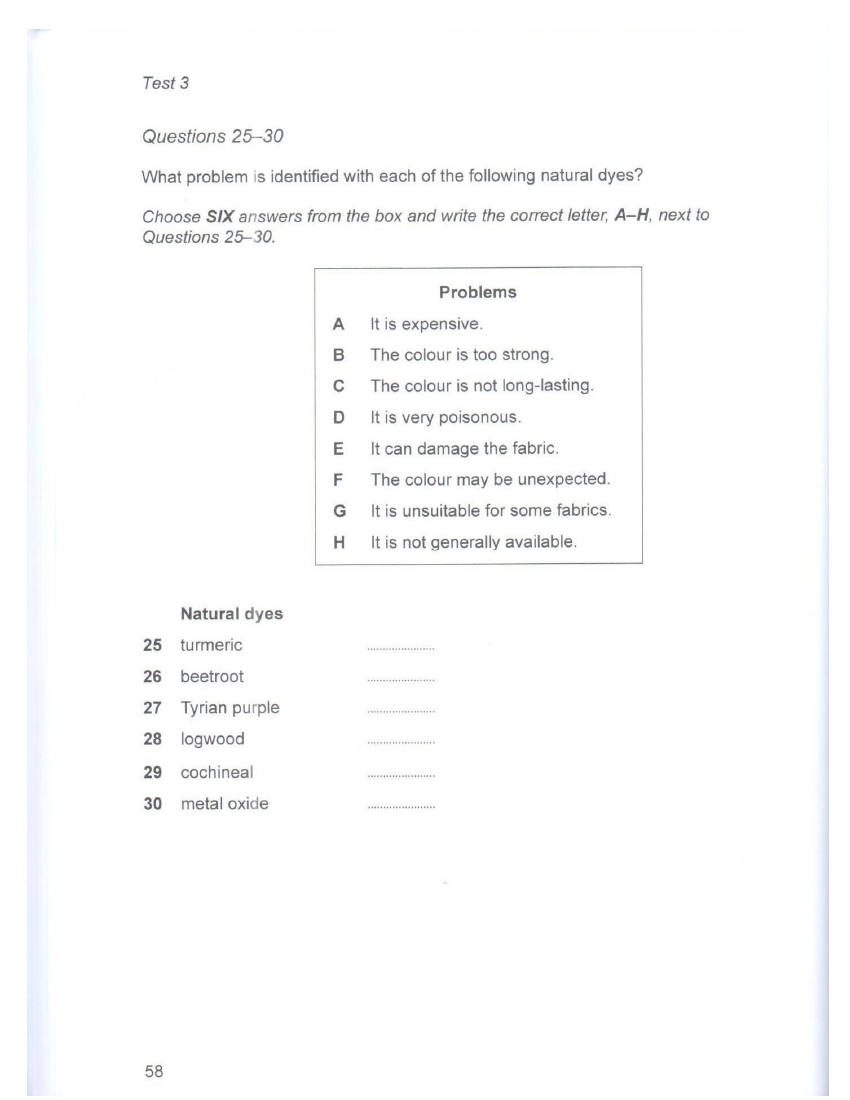 Test 3
Questions 25–30
What problem is identified with each of the following natural dyes?
Choose SIX answers from the box and write the correct letter, A–H, next to
Questions 25–30.
Problems
A It is expensive.
B The colour is too strong.
C The colour is not long-lasting.
D It is very poisonous.
E It can damage the fabric.
F The colour may be unexpected.
G It is unsuitable for some fabrics.
H It is not generally available.
Natural dyes
25 turmeric ......................
26 beetroot ......................
27 Tyrian purple ......................
28 logwood ......................
29 cochineal ......................
30 metal oxide ......................
58